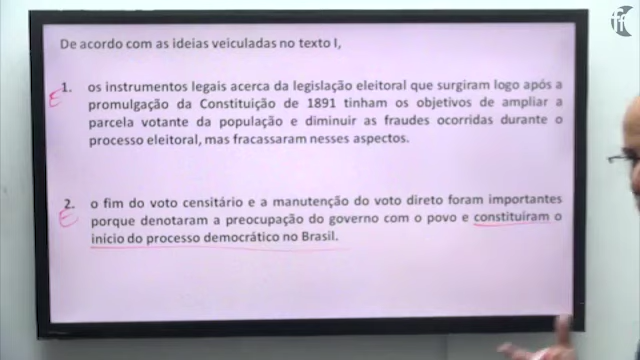 De acordo com as ideias veiculadas no texto I,
E 1. os instrumentos legais acerca da legislação eleitoral que surgiram logo após a
promulgação da Constituição de 1891 tinham os objetivos de ampliar a
parcela votante da população e diminuir as fraudes ocorridas durante o
processo eleitoral, mas fracassaram nesses aspectos.
E 2. o fim do voto censitário e a manutenção do voto direto foram importantes
porque denotaram a preocupação do governo com o povo e constituíram o
início do processo democrático no Brasil.